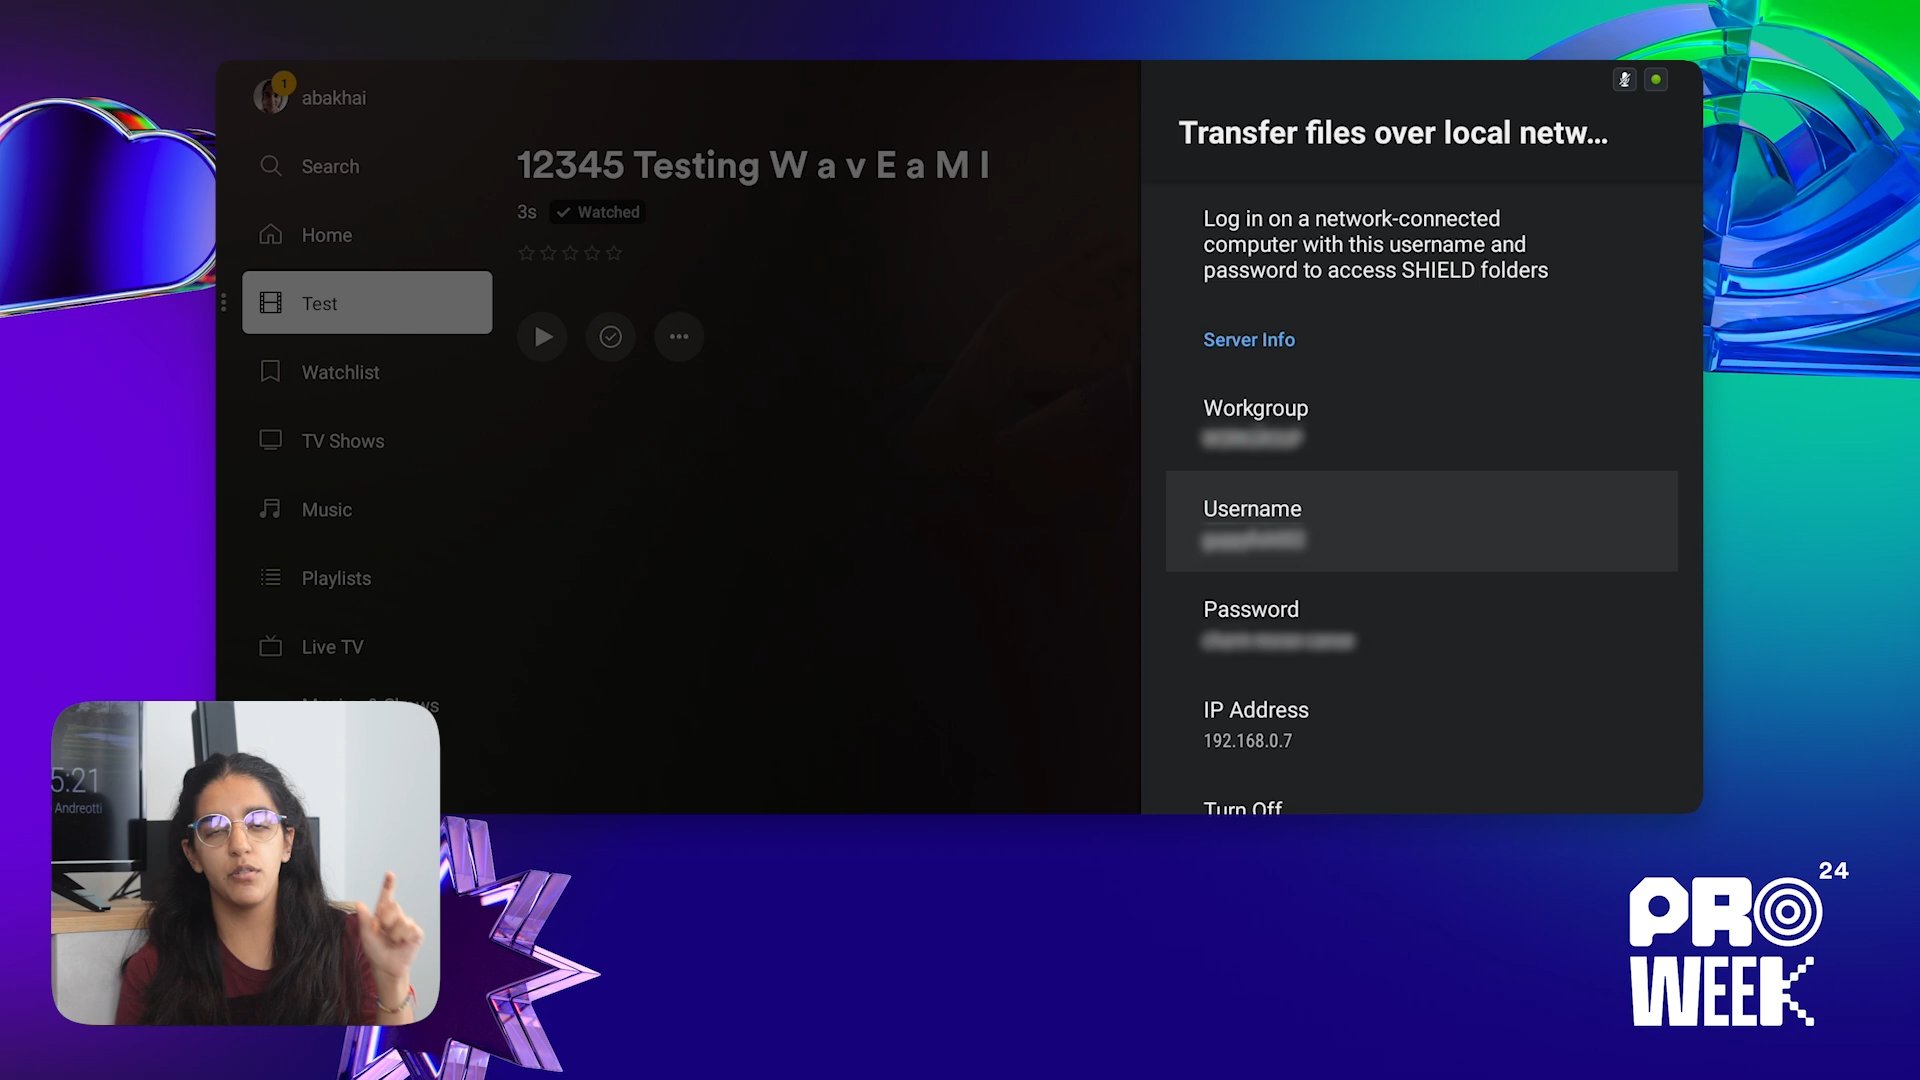 1
abakhai
Search
Home
Test
Watchlist
TV Shows
Music
Playlists
Live TV
12345 Testing W a v E a M l
3s
Watched
Transfer files over local netw...
Log in on a network-connected
computer with this username and
password to access SHIELD folders
Server Info
Workgroup
Username
Password
IP Address
192.168.0.7
Turn Off
5:21
Andreotti
PRO
WEEK
24